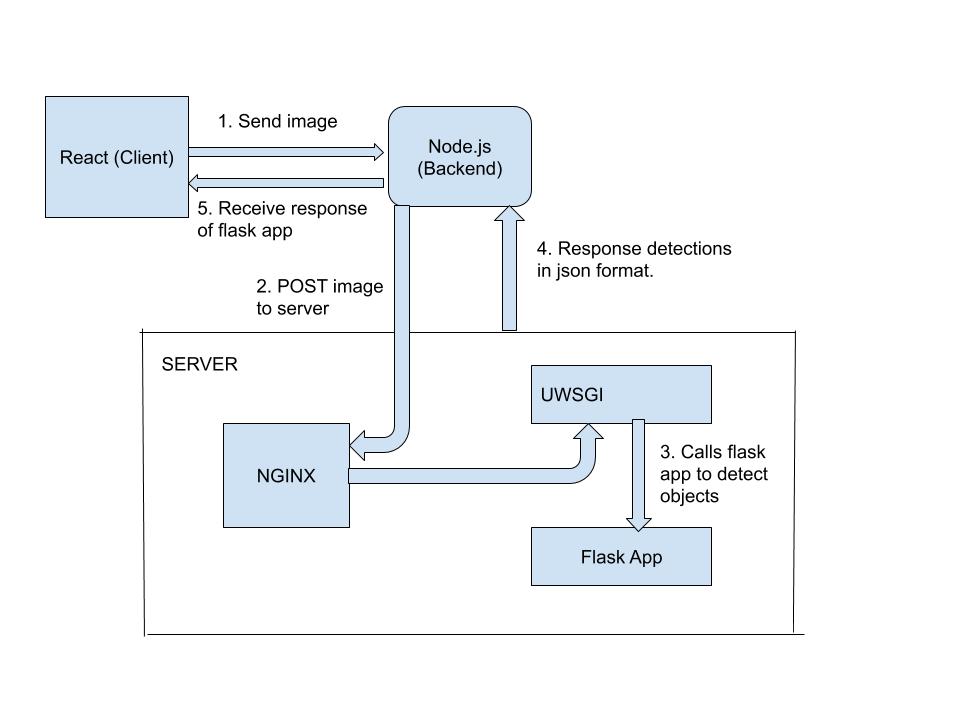 1. Send image
React (Client)
Node.js
(Backend)
5. Receive response
of flask app
4. Response detections
in json format.
2. POST image
to server
SERVER
UWSGI
NGINX
3. Calls flask
app to detect
objects
Flask App